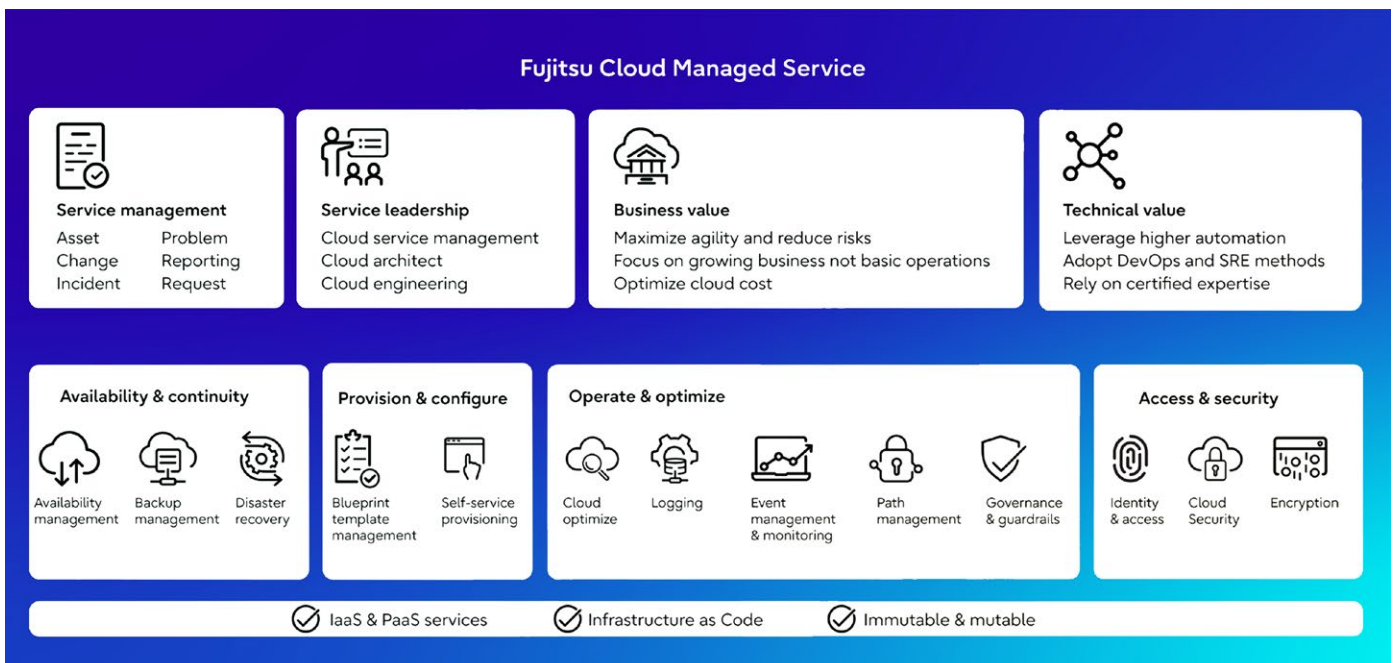 Fujitsu Cloud Managed Service
Service management
Asset Problem
Change Reporting
Incident Request
Service leadership
Cloud service management
Cloud architect
Cloud engineering
Business value
Maximize agility and reduce risks
Focus on growing business not basic operations
Optimize cloud cost
Technical value
Leverage higher automation
Adopt DevOps and SRE methods
Rely on certified expertise
Availability & continuity
Availability
management
Backup
management
Disaster
recovery
Provision & configure
Blueprint
template
management
Self-service
provisioning
Operate & optimize
Cloud
optimize
Logging
Event
management
& monitoring
Path
management
Governance
& guardrails
Access & security
Identity
& access
Cloud
Security
Encryption
IaaS & PaaS services
Infrastructure as Code
Immutable & mutable